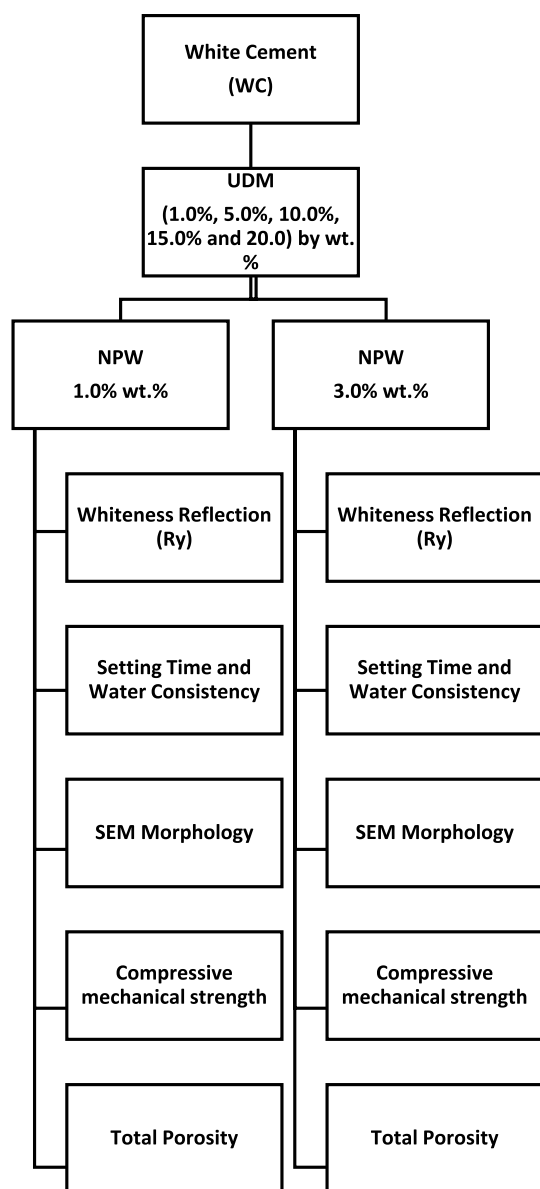 White Cement
(WC)
UDM
(1.0%, 5.0%, 10.0%,
15.0% and 20.0) by wt.
%
NPW
1.0% wt.%
NPW
3.0% wt.%
Whiteness Reflection
(Ry)
Setting Time and
Water Consistency
SEM Morphology
Compressive
mechanical strength
Total Porosity
Whiteness Reflection
(Ry)
Setting Time and
Water Consistency
SEM Morphology
Compressive
mechanical strength
Total Porosity